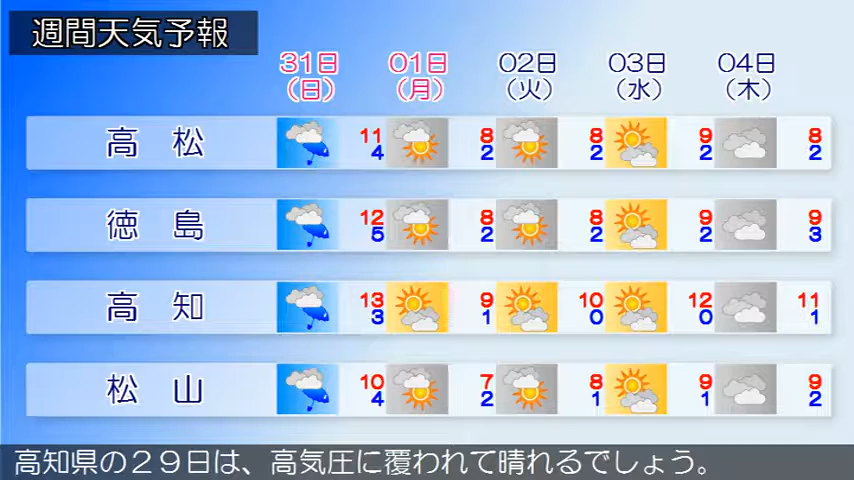 週間天気予報
31日 01日 02日 03日 04日
(日) (月) (火) (水) (木)
高松 11 8 8 9 8
4 2 2 2 2
徳島 12 8 8 9 9
5 2 2 2 3
高知 13 9 10 12 11
3 1 0 0 1
松山 10 7 8 9 9
4 2 1 1 2
高知県の29日は、高気圧に覆われて晴れるでしょう。